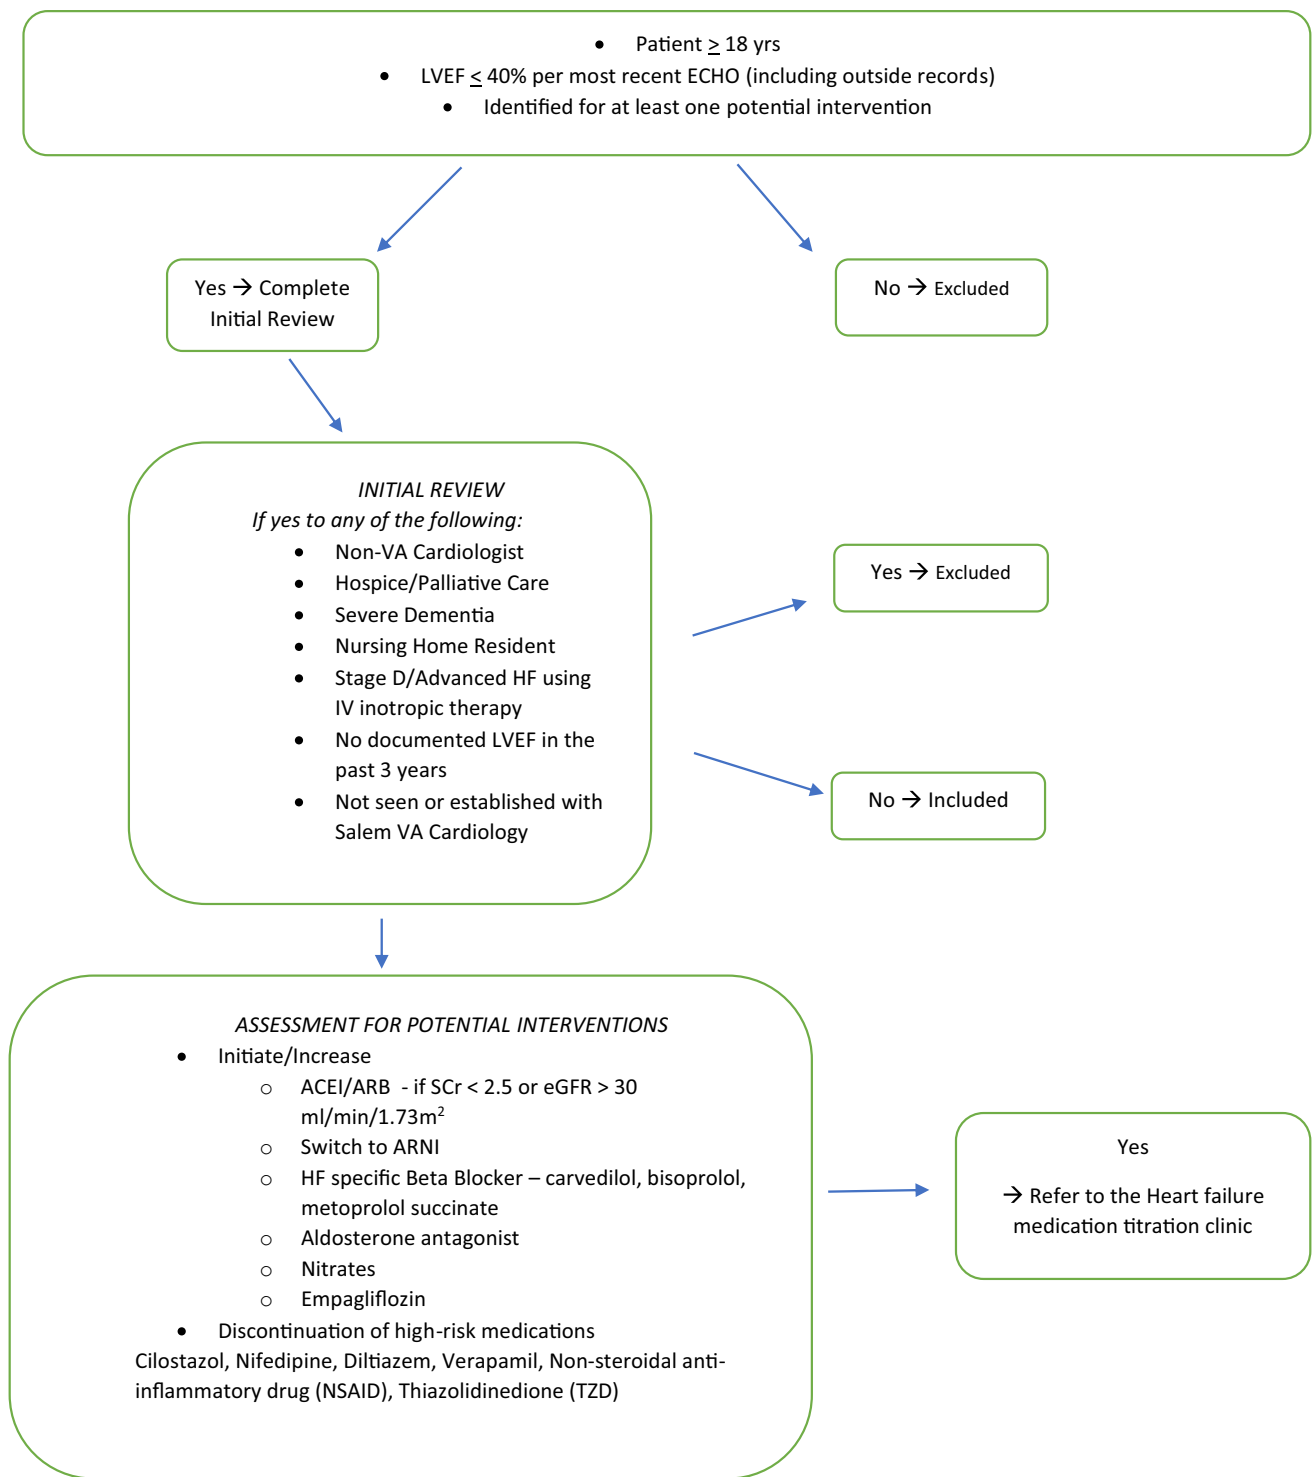 • Patient ≥ 18 yrs
• LVEF ≤ 40% per most recent ECHO (including outside records)
• Identified for at least one potential intervention
Yes → Complete
Initial Review
No → Excluded
INITIAL REVIEW
If yes to any of the following:
• Non-VA Cardiologist
• Hospice/Palliative Care
• Severe Dementia
• Nursing Home Resident
• Stage D/Advanced HF using
IV inotropic therapy
• No documented LVEF in the
past 3 years
• Not seen or established with
Salem VA Cardiology
Yes → Excluded
No → Included
ASSESSMENT FOR POTENTIAL INTERVENTIONS
• Initiate/Increase
o ACEI/ARB - if SCr < 2.5 or eGFR > 30
ml/min/1.73m²
o Switch to ARNI
o HF specific Beta Blocker – carvedilol, bisoprolol,
metoprolol succinate
o Aldosterone antagonist
o Nitrates
o Empagliflozin
• Discontinuation of high-risk medications
Cilostazol, Nifedipine, Diltiazem, Verapamil, Non-steroidal anti-
inflammatory drug (NSAID), Thiazolidinedione (TZD)
Yes
→ Refer to the Heart failure
medication titration clinic